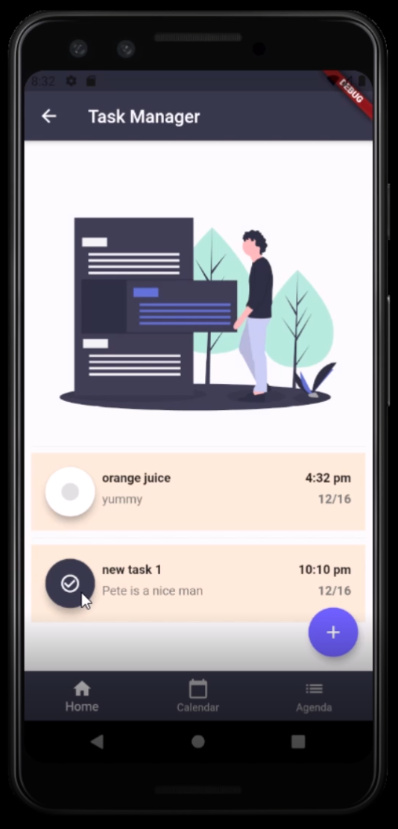 8:32
DEBUG
Task Manager
orange juice
4:32 pm
yummy
12/16
new task 1
10:10 pm
Pete is a nice man
12/16
+
Home
Calendar
Agenda